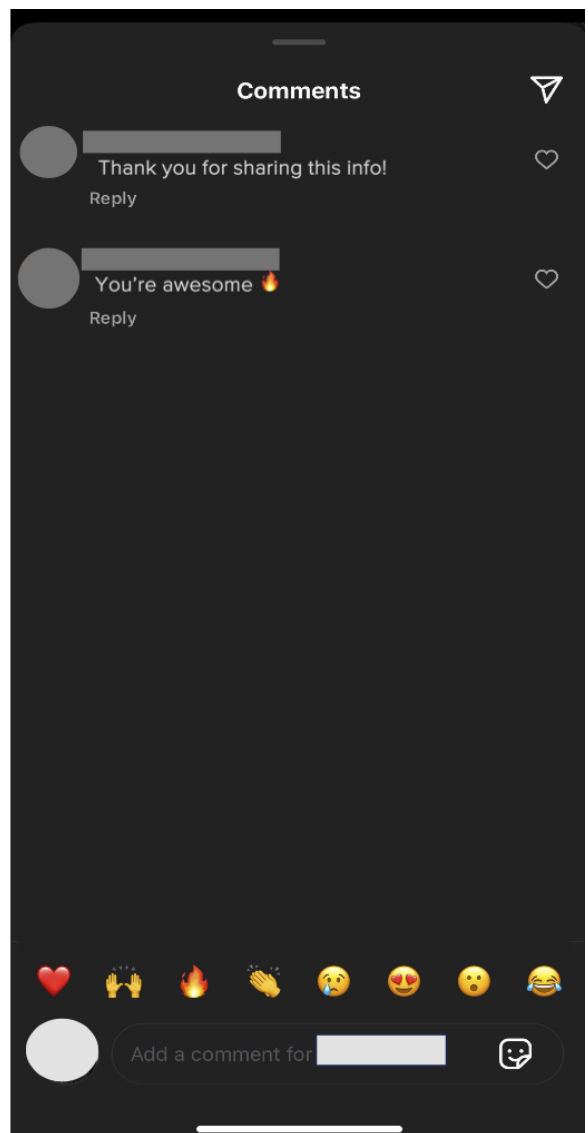 Comments
Thank you for sharing this info!
Reply
You're awesome 🔥
Reply
❤️ 🙌 🔥 👏 😢 😍 😮 😂
Add a comment for